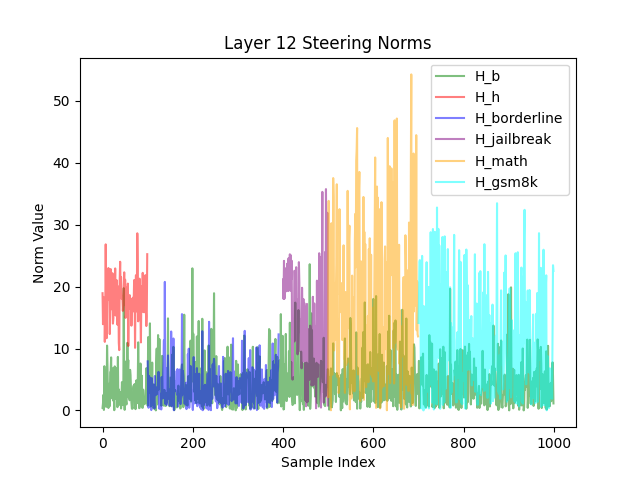 Layer 12 Steering Norms
Norm Value
50
40
30
20
10
0
H_b
H_h
H_borderline
H_jailbreak
H_math
H_gsm8k
0
200
400
600
800
1000
Sample Index